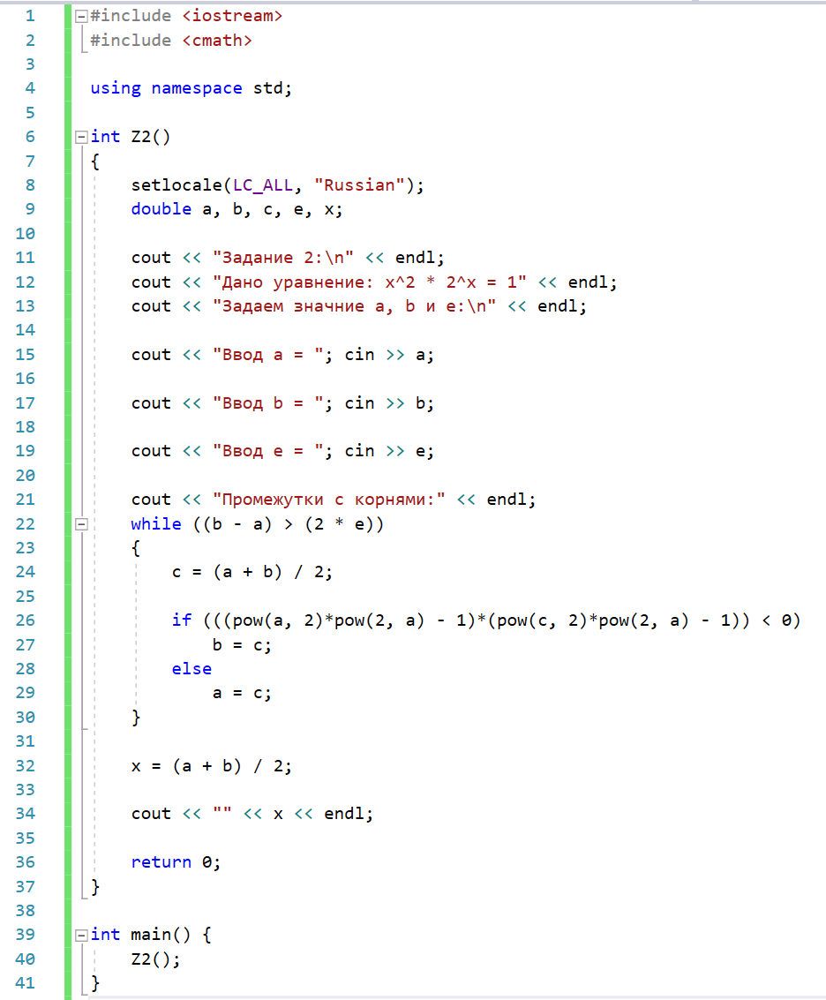 1 #include <iostream>
2 #include <cmath>
3
4 using namespace std;
5
6 int Z2()
7 {
8 setlocale(LC_ALL, "Russian");
9 double a, b, c, e, x;
10
11 cout << "Задание 2:\n" << endl;
12 cout << "Дано уравнение: x^2 * 2^x = 1" << endl;
13 cout << "Задаем значние a, b и e:\n" << endl;
14
15 cout << "Ввод a = "; cin >> a;
16
17 cout << "Ввод b = "; cin >> b;
18
19 cout << "Ввод e = "; cin >> e;
20
21 cout << "Промежутки с корнями:" << endl;
22 while ((b - a) > (2 * e))
23 {
24 c = (a + b) / 2;
25
26 if (((pow(a, 2)*pow(2, a) - 1)*(pow(c, 2)*pow(2, a) - 1)) < 0)
27 b = c;
28 else
29 a = c;
30 }
31
32 x = (a + b) / 2;
33
34 cout << "" << x << endl;
35
36 return 0;
37 }
38
39 int main() {
40 Z2();
41 }